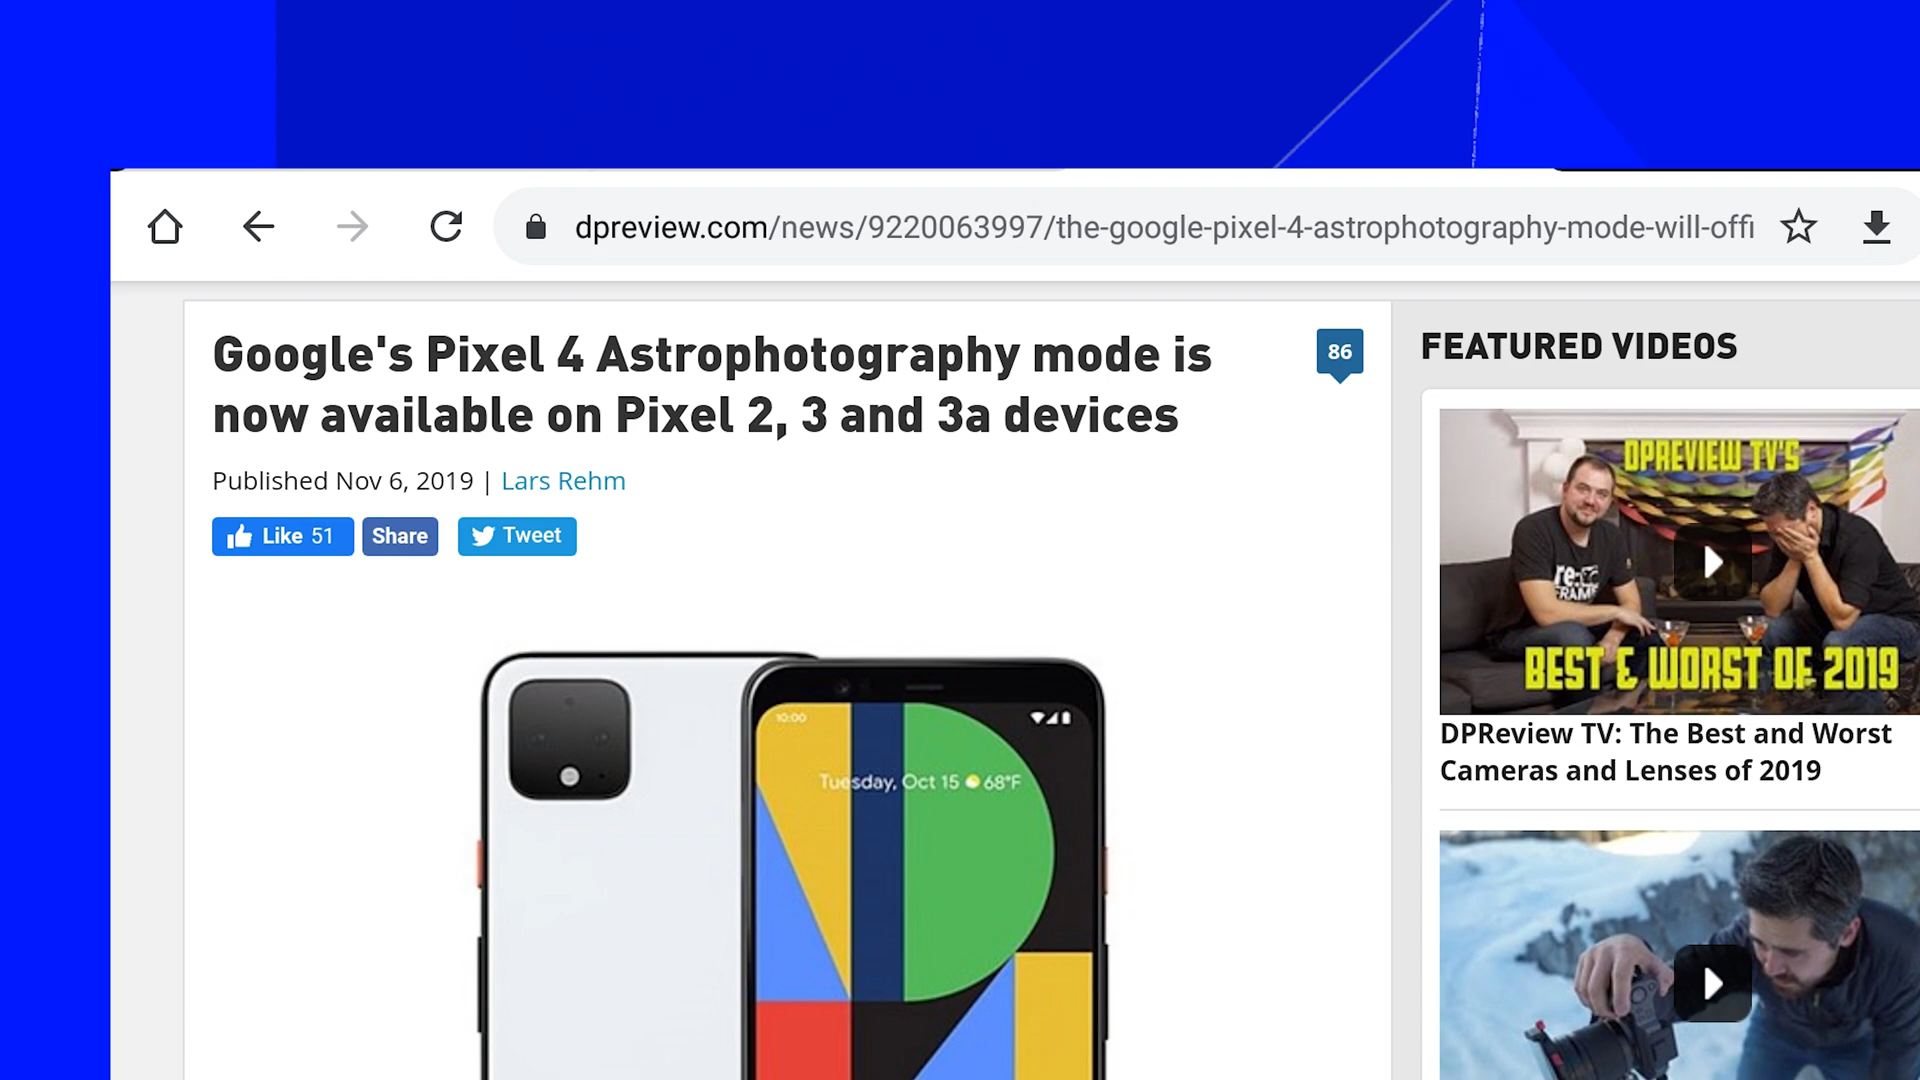 dpreview.com/news/9220063997/the-google-pixel-4-astrophotography-mode-will-offi
Google's Pixel 4 Astrophotography mode is
now available on Pixel 2, 3 and 3a devices
86
Published Nov 6, 2019 | Lars Rehm
Like 51
Share
Tweet
10:00
Tuesday, Oct 15 68°F
FEATURED VIDEOS
DPREVIEW TV'S
re-
FRAME
BEST & WORST OF 2019
DPReview TV: The Best and Worst
Cameras and Lenses of 2019